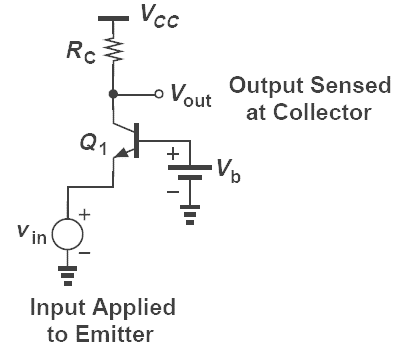 VCC
RC
Vout
Output Sensed
at Collector
Q1
+
Vb
−
vin
+
−
Input Applied
to Emitter